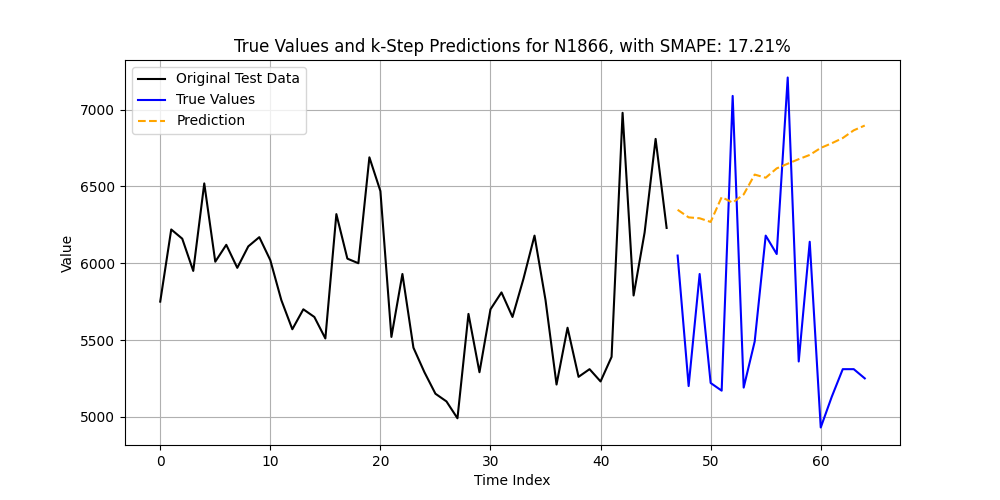 True Values and k-Step Predictions for N1866, with SMAPE: 17.21%
Original Test Data
True Values
Prediction
7000
6500
6000
5500
5000
Value
0 10 20 30 40 50 60
Time Index